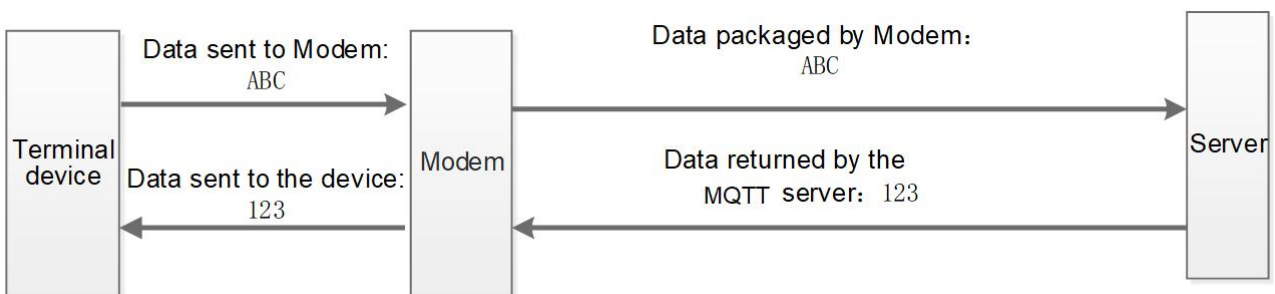 Terminal
device
Data sent to Modem:
ABC
Data sent to the device:
123
Modem
Data packaged by Modem：
ABC
Data returned by the
MQTT server：123
Server